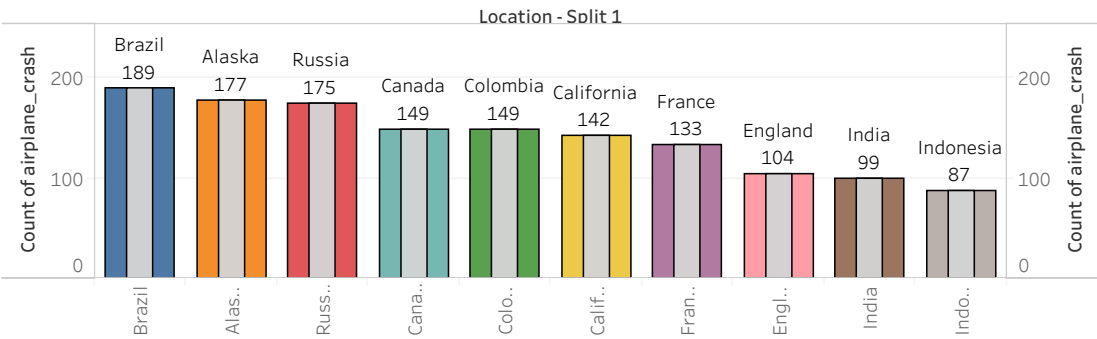 Location - Split 1
Count of airplane_crash
200
100
0
Brazil
189
Alaska
177
Russia
175
Canada
149
Colombia
149
California
142
France
133
England
104
India
99
Indonesia
87
200
100
0
Count of airplane_crash
Brazil
Alas..
Russ..
Cana..
Colo..
Calif..
Fran..
Engl..
India
Indo..